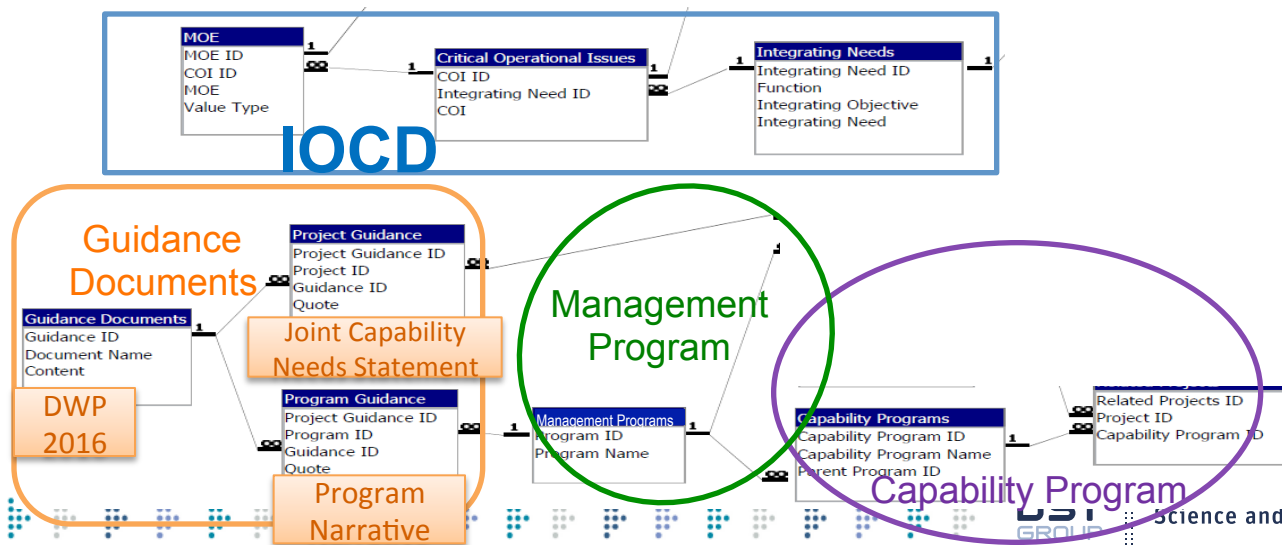 MOE
MOE ID
COI ID
MOE
Value Type
1
∞
1
Critical Operational Issues
COI ID
Integrating Need ID
COI
1
∞
1
Integrating Needs
Integrating Need ID
Function
Integrating Objective
Integrating Need
1
IOCD
Guidance
Documents
Guidance Documents
Guidance ID
Document Name
Content
1
DWP
2016
∞
Project Guidance
Project Guidance ID
Project ID
Guidance ID
Quote
∞
Joint Capability
Needs Statement
∞
Program Guidance
Project Guidance ID
Program ID
Guidance ID
Quote
∞
Program
Narrative
Management
Program
1
Management Programs
Program ID
Program Name
1
∞
Capability Programs
Capability Program ID
Capability Program Name
Parent Program ID
1
∞
∞
Related Projects
Related Projects ID
Project ID
Capability Program ID
Capability Program
DST
GROUP
Science and